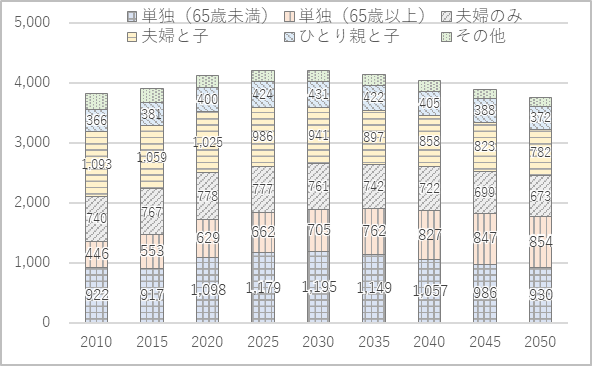 5,000
単独（65歳未満） 単独（65歳以上） 夫婦のみ
夫婦と子 ひとり親と子 その他
4,000
3,000
2,000
1,000
0
366 381 400 424 431 422 405 388 372
1,093 1,059 1,025 986 941 897 858 823 782
740 767 778 777 761 742 722 699 673
446 553 629 662 705 762 827 847 854
922 917 1,098 1,179 1,195 1,149 1,057 986 930
2010 2015 2020 2025 2030 2035 2040 2045 2050